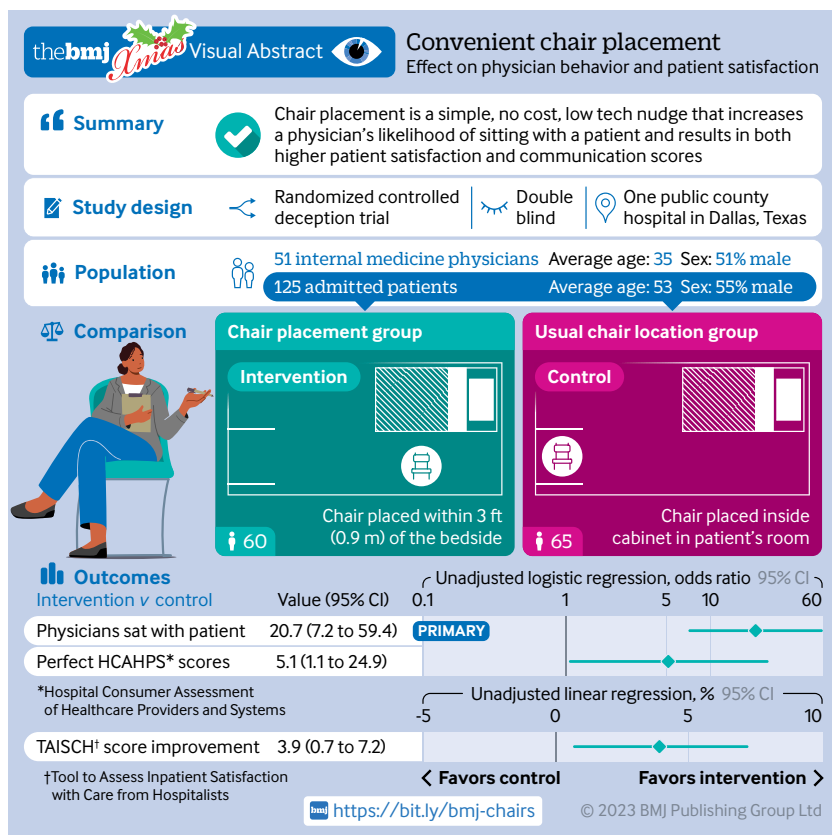 thebmj Xmas Visual Abstract
Convenient chair placement
Effect on physician behavior and patient satisfaction
Summary
Chair placement is a simple, no cost, low tech nudge that increases
a physician's likelihood of sitting with a patient and results in both
higher patient satisfaction and communication scores
Study design
Randomized controlled
deception trial
Double
blind
One public county
hospital in Dallas, Texas
Population
51 internal medicine physicians Average age: 35 Sex: 51% male
125 admitted patients Average age: 53 Sex: 55% male
Comparison
Chair placement group
Intervention
Chair placed within 3 ft
(0.9 m) of the bedside
60
Usual chair location group
Control
Chair placed inside
cabinet in patient's room
65
Outcomes
Intervention v control
Value (95% CI)
Unadjusted logistic regression, odds ratio 95% CI
0.1 1 5 10 60
Physicians sat with patient 20.7 (7.2 to 59.4) PRIMARY
Perfect HCAHPS* scores 5.1 (1.1 to 24.9)
*Hospital Consumer Assessment
of Healthcare Providers and Systems
Unadjusted linear regression, % 95% CI
-5 0 5 10
TAISCH† score improvement 3.9 (0.7 to 7.2)
†Tool to Assess Inpatient Satisfaction
with Care from Hospitalists
< Favors control
Favors intervention >
bmj https://bit.ly/bmj-chairs
© 2023 BMJ Publishing Group Ltd